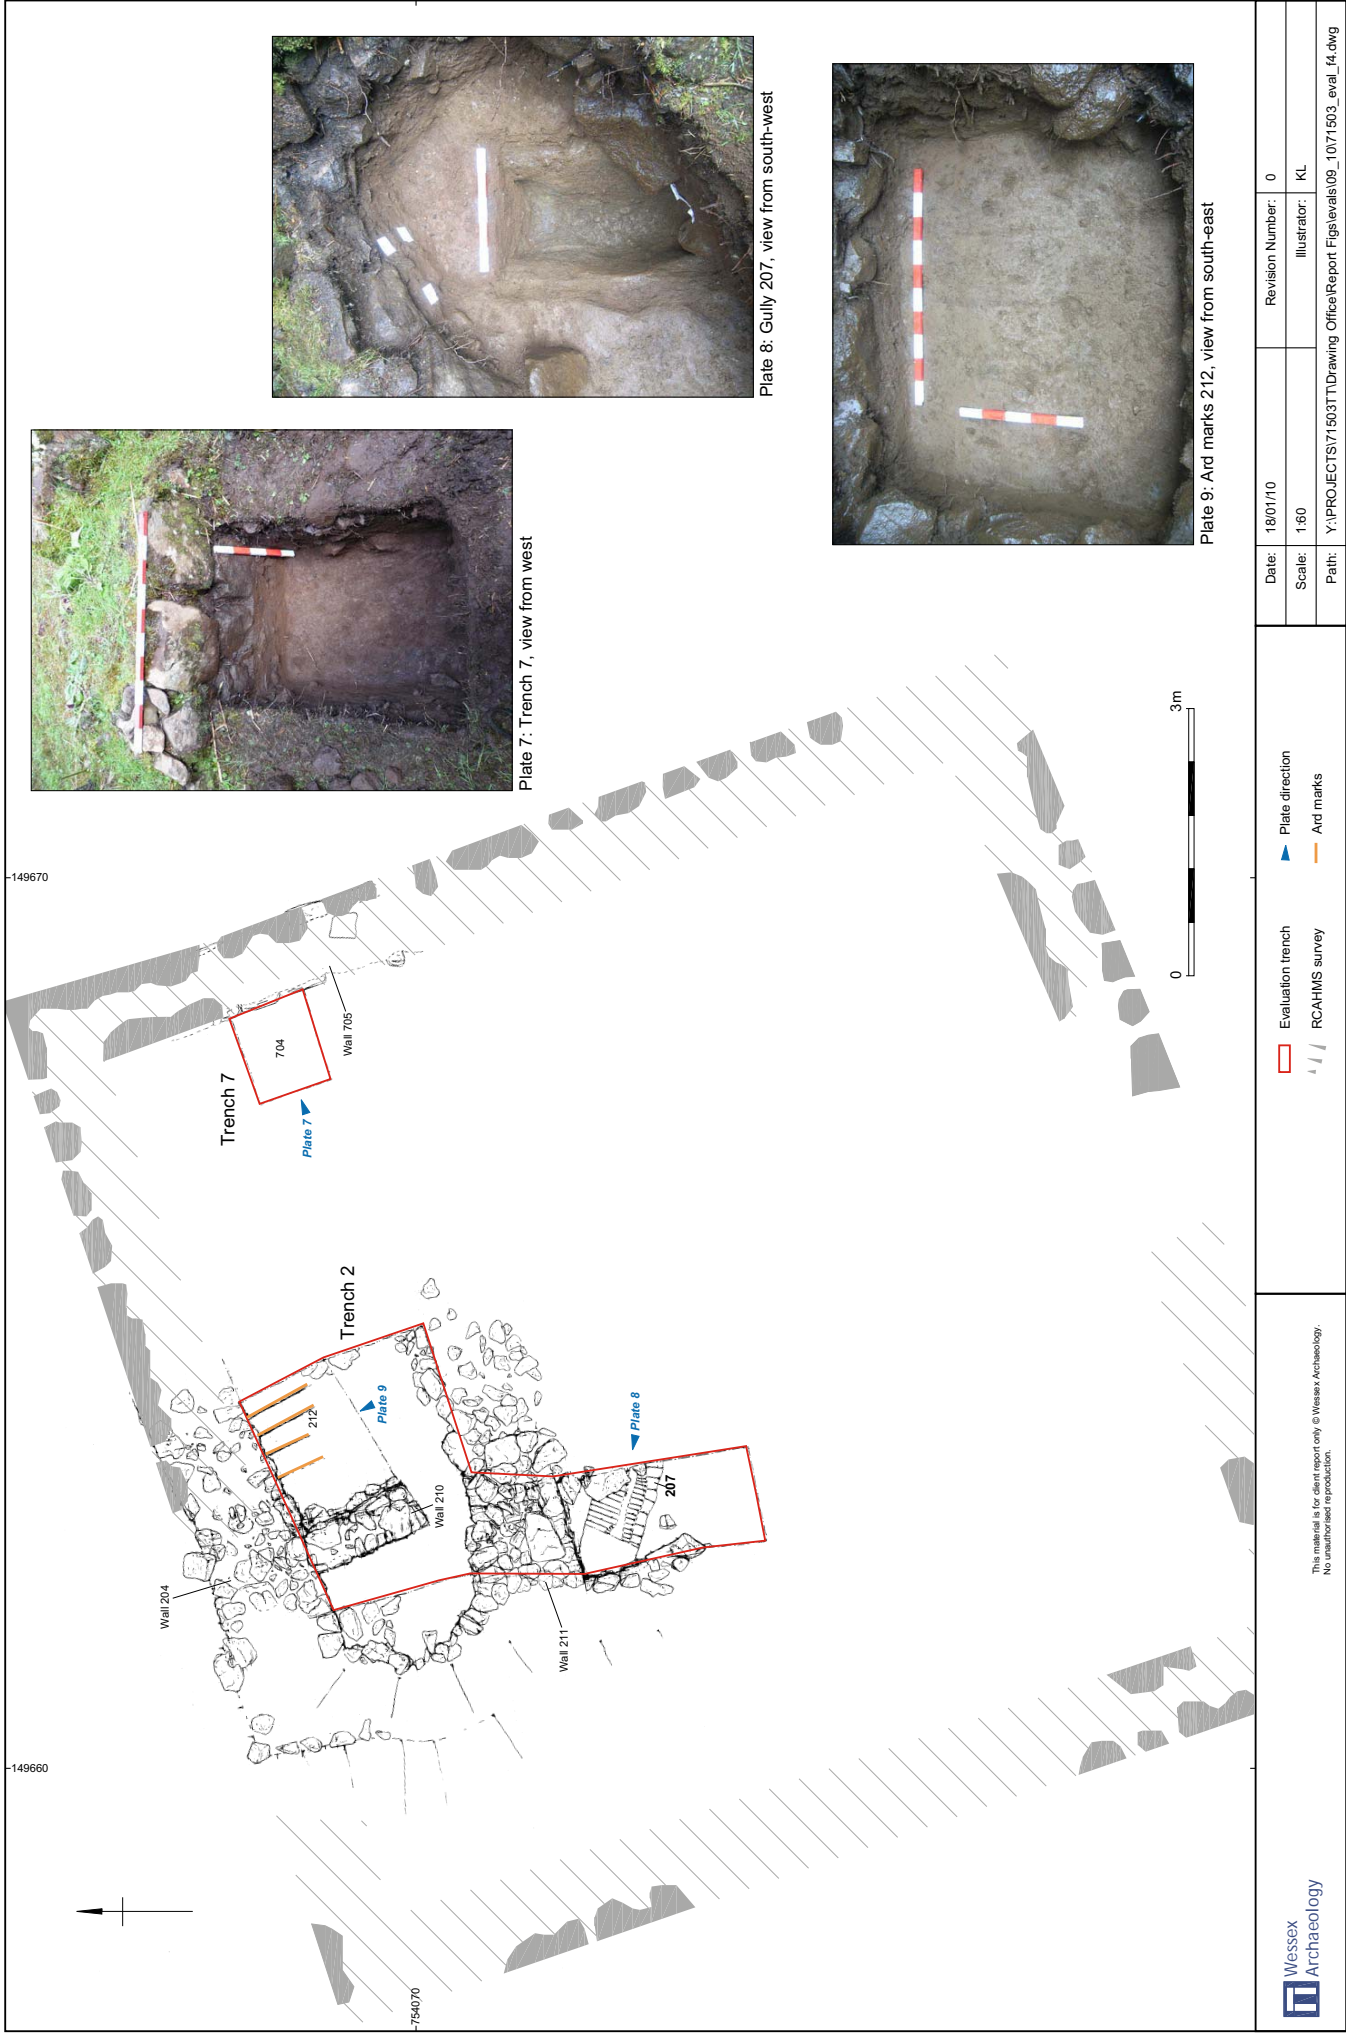 Plate 7: Trench 7, view from west
Plate 8: Gully 207, view from south-west
Plate 9: Ard marks 212, view from south-east
149670
149660
754070
Trench 7
704
Wall 705
Plate 7
Trench 2
212
Plate 9
Wall 210
Wall 204
Wall 211
Plate 8
207
0
3m
Evaluation trench
RCAHMS survey
Plate direction
Ard marks
Wessex
Archaeology
This material is for client report only © Wessex Archaeology.
No unauthorised reproduction.
Date: 18/01/10 Revision Number: 0
Scale: 1:60 Illustrator: KL
Path: Y:\PROJECTS\71503TT\Drawing Office\Report Figs\evals\09_10\71503_eval_f4.dwg